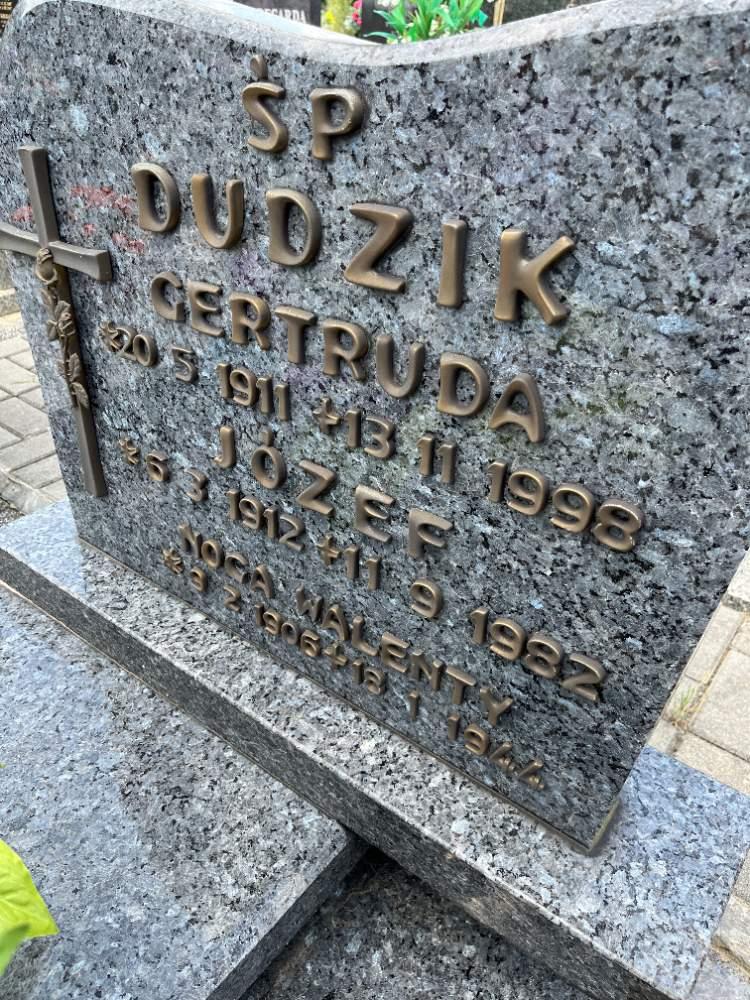 ŚP
DUDZIK
GERTRUDA
*20 5 1911 +13 11 1998
JÓZEF
*6 3 1912 +11 9 1982
NOGA WALENTY
*9 2 1906 +18 1 1944